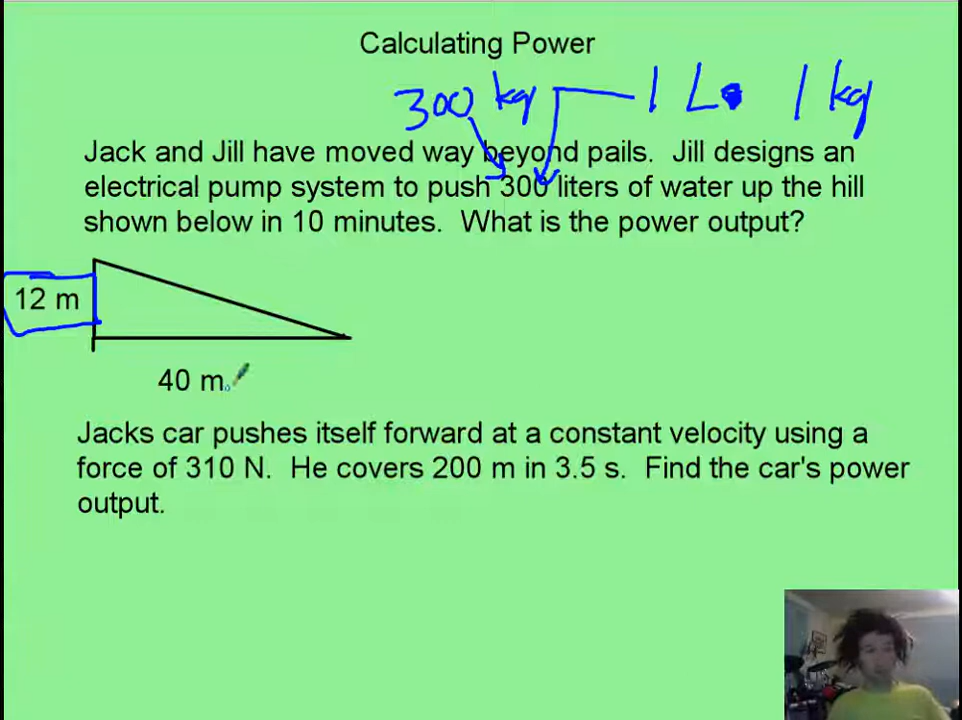 Calculating Power
300 kg 1 L 1 kg
Jack and Jill have moved way beyond pails. Jill designs an
electrical pump system to push 300 liters of water up the hill
shown below in 10 minutes. What is the power output?
12 m
40 m
Jacks car pushes itself forward at a constant velocity using a
force of 310 N. He covers 200 m in 3.5 s. Find the car's power
output.